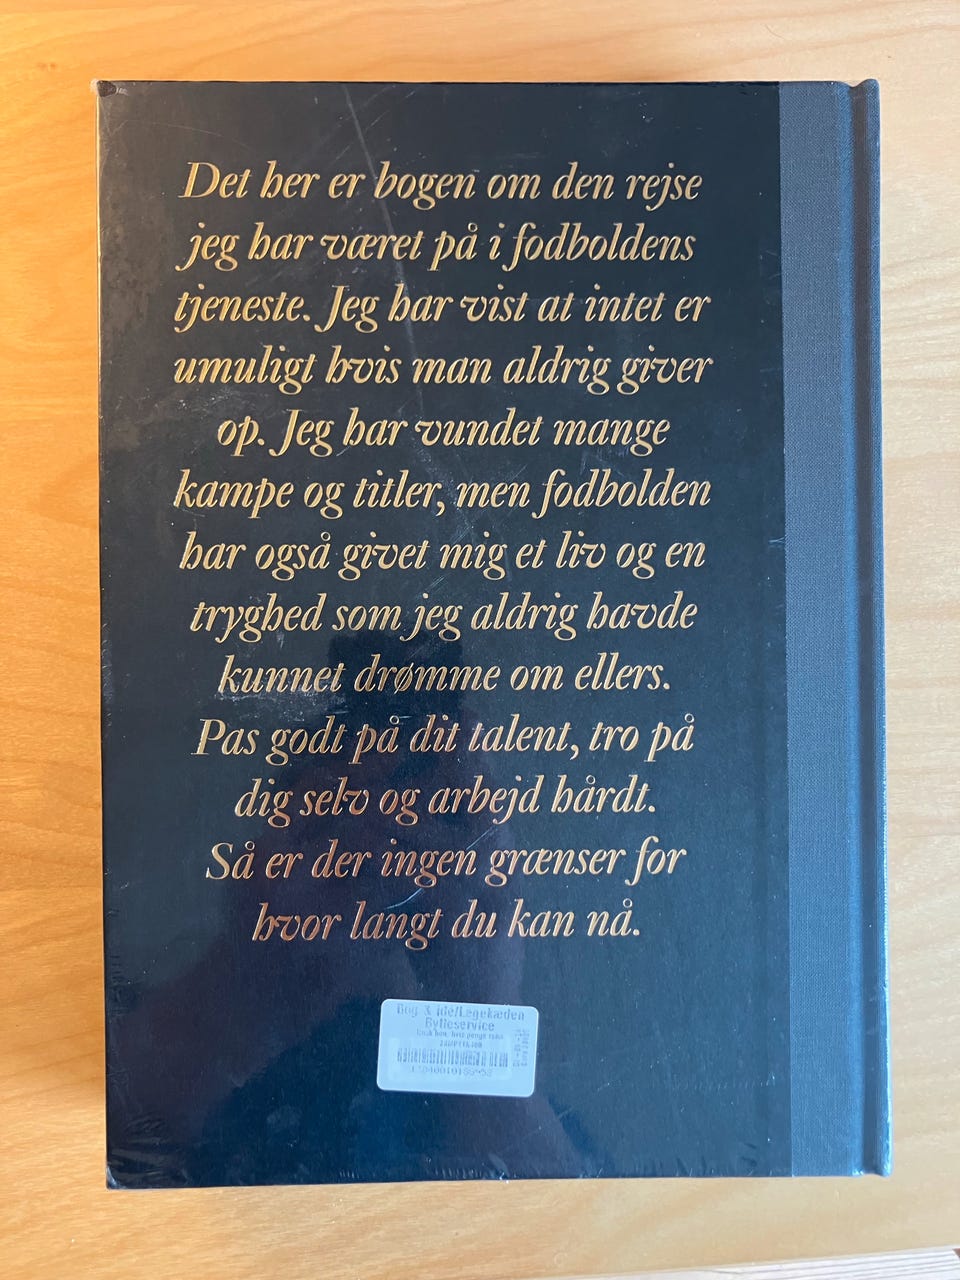 Det her er bogen om den rejse
jeg har været på i fodboldens
tjeneste. Jeg har vist at intet er
umuligt hvis man aldrig giver
op. Jeg har vundet mange
kampe og titler, men fodbolden
har også givet mig et liv og en
tryghed som jeg aldrig havde
kunnet drømme om ellers.
Pas godt på dit talent, tro på
dig selv og arbejd hårdt.
Så er der ingen grænser for
hvor langt du kan nå.
Bog & idé/Legekæden
Bytteservice